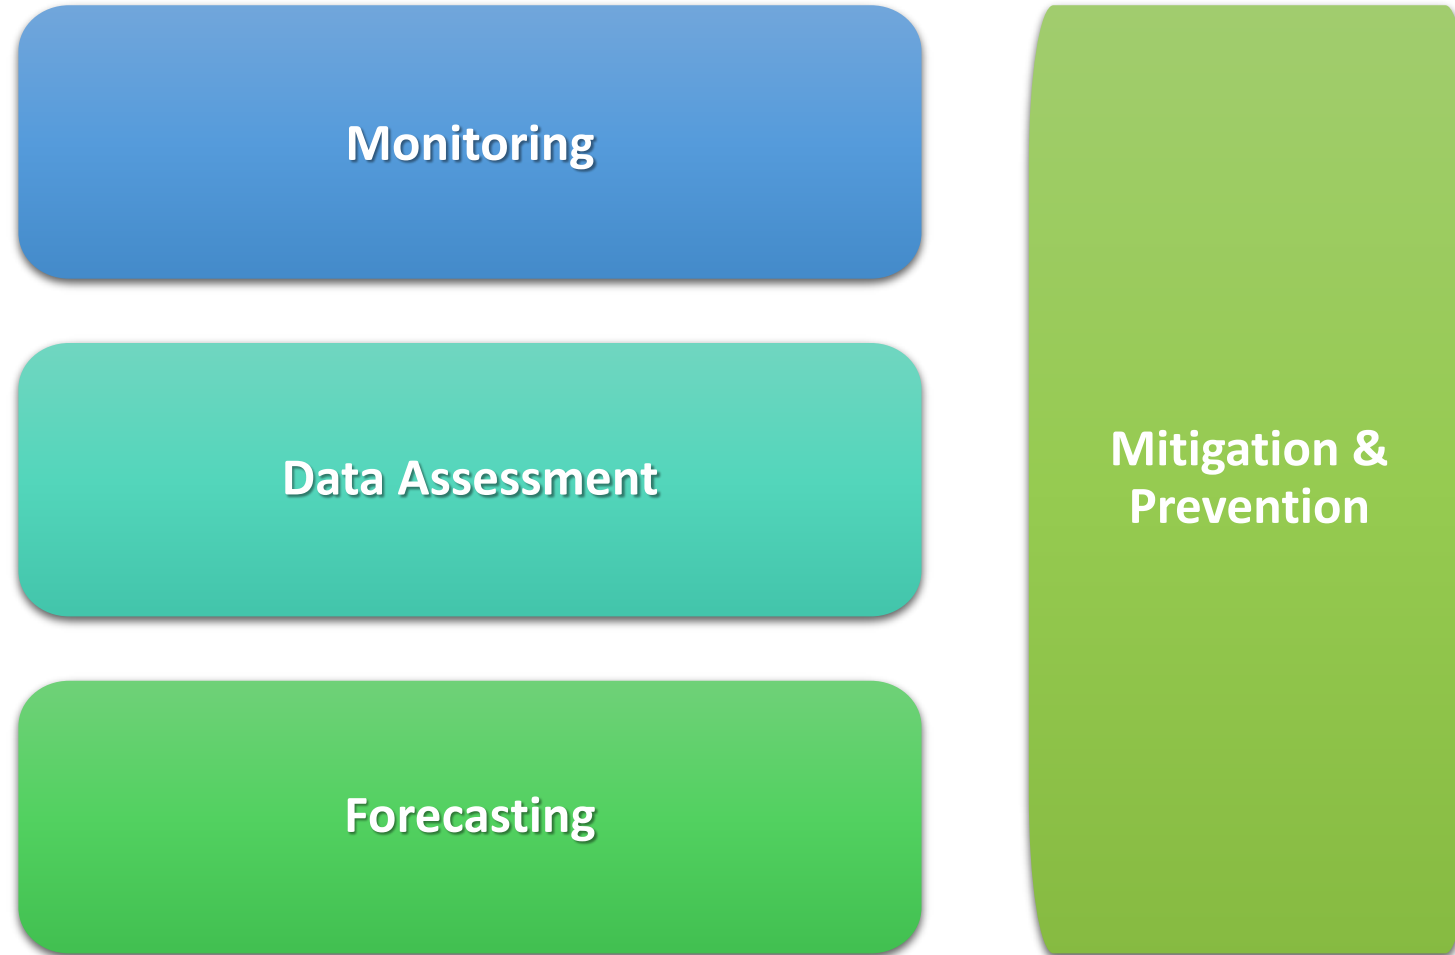 Monitoring
Data Assessment
Forecasting
Mitigation &
Prevention